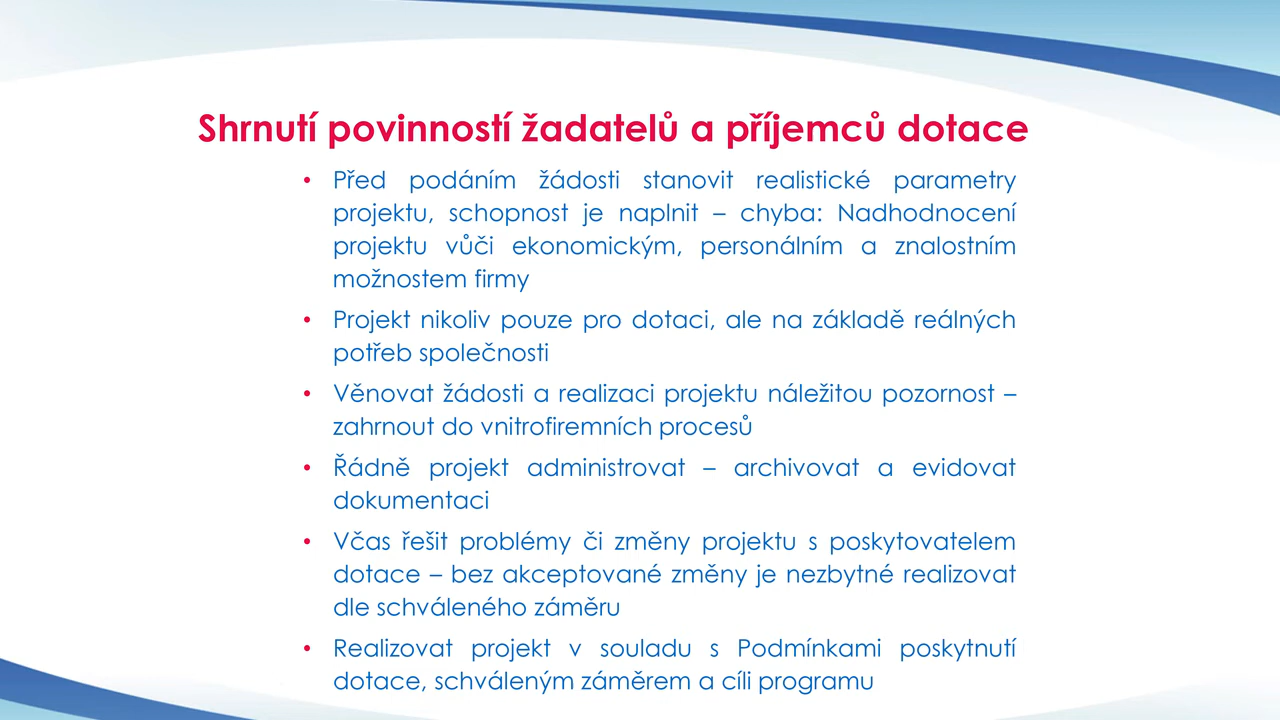 Shrnutí povinností žadatelů a příjemců dotace
• Před podáním žádosti stanovit realistické parametry
projektu, schopnost je naplnit – chyba: Nadhodnocení
projektu vůči ekonomickým, personálním a znalostním
možnostem firmy
• Projekt nikoliv pouze pro dotaci, ale na základě reálných
potřeb společnosti
• Věnovat žádosti a realizaci projektu náležitou pozornost –
zahrnout do vnitrofiremních procesů
• Řádně projekt administrovat – archivovat a evidovat
dokumentaci
• Včas řešit problémy či změny projektu s poskytovatelem
dotace – bez akceptované změny je nezbytné realizovat
dle schváleného záměru
• Realizovat projekt v souladu s Podmínkami poskytnutí
dotace, schváleným záměrem a cíli programu